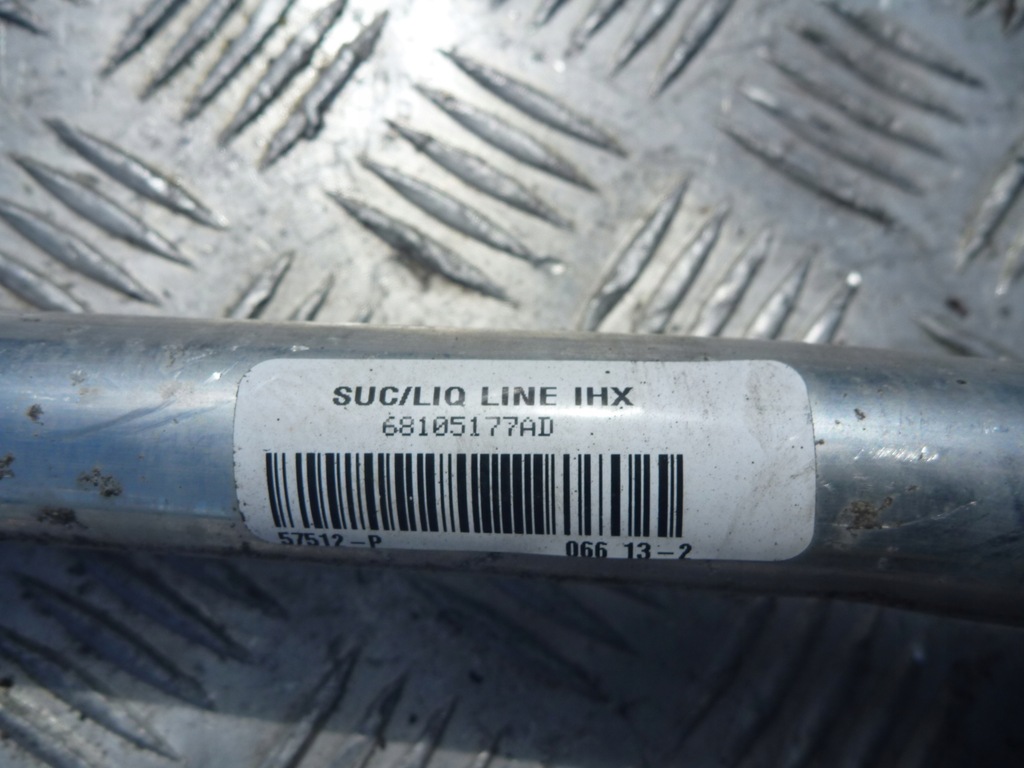 SUC/LIQ LINE IHX
68105177AD
57512-P 066 13-2